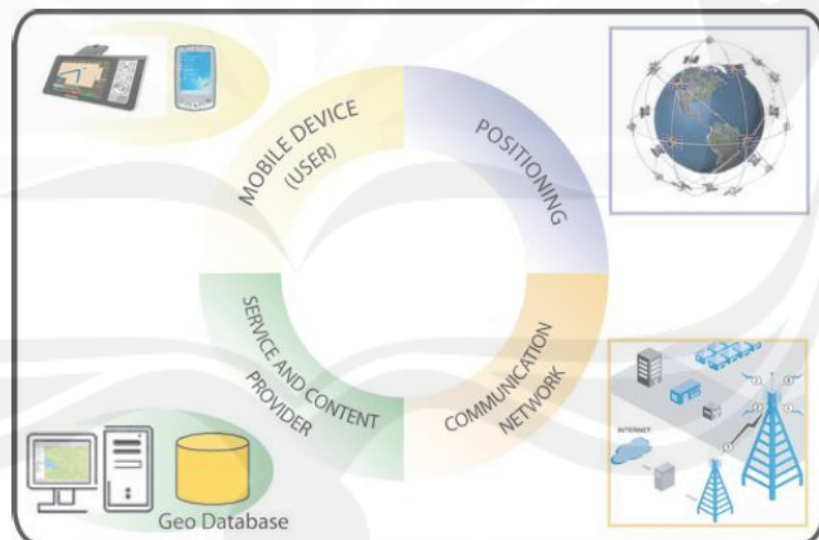 MOBILE DEVICE
(USER)
POSITIONING
SERVICE AND CONTENT
PROVIDER
COMMUNICATION
NETWORK
INTERNET
Geo Database